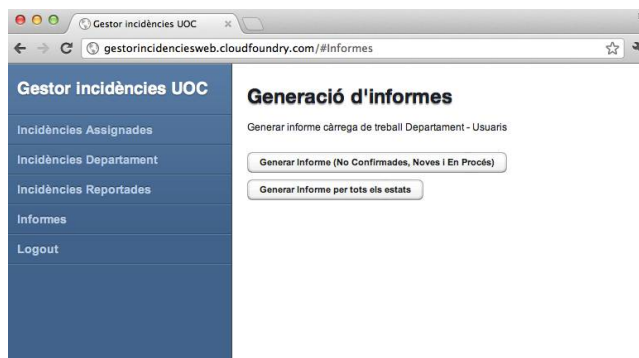 Gestor incidències UOC
gestorincidenciesweb.cloudfoundry.com/#Informes
Gestor incidències UOC
Incidències Assignades
Incidències Departament
Incidències Reportades
Informes
Logout
Generació d'informes
Generar informe càrrega de treball Departament - Usuaris
Generar Informe (No Confirmades, Noves i En Procés)
Generar Informe per tots els estats